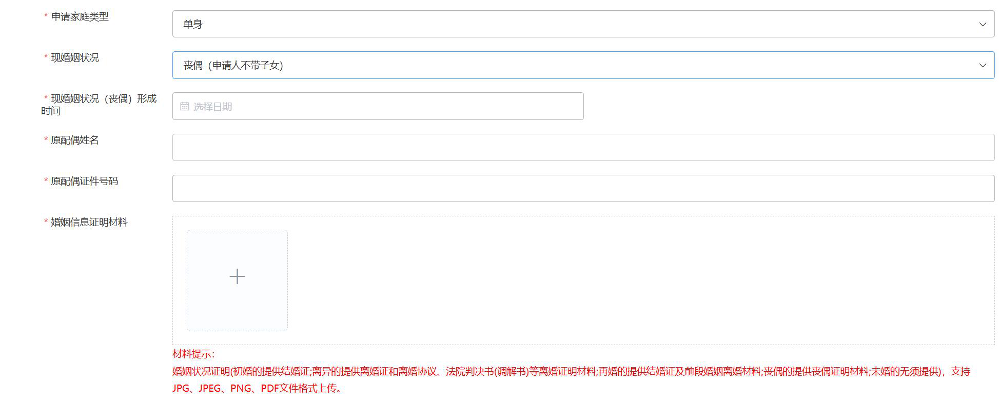 * 申请家庭类型
单身
* 现婚姻状况
丧偶（申请人不带子女）
* 现婚姻状况（丧偶）形成
时间
选择日期
* 原配偶姓名
* 原配偶证件号码
* 婚姻信息证明材料
材料提示：
婚姻状况证明(初婚的提供结婚证;离异的提供离婚证和离婚协议、法院判决书(调解书)等离婚证明材料;再婚的提供结婚证及前段婚姻离婚材料;丧偶的提供丧偶证明材料;未婚的无须提供)，支持
JPG、JPEG、PNG、PDF文件格式上传。